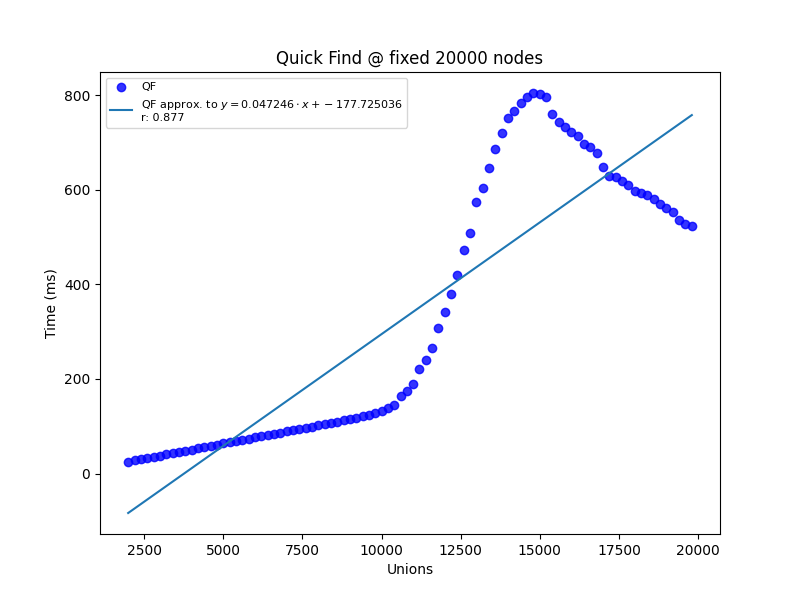 Quick Find @ fixed 20000 nodes
QF
QF approx. to y = 0.047246 · x + − 177.725036
r: 0.877
800
600
400
200
0
Time (ms)
2500 5000 7500 10000 12500 15000 17500 20000
Unions